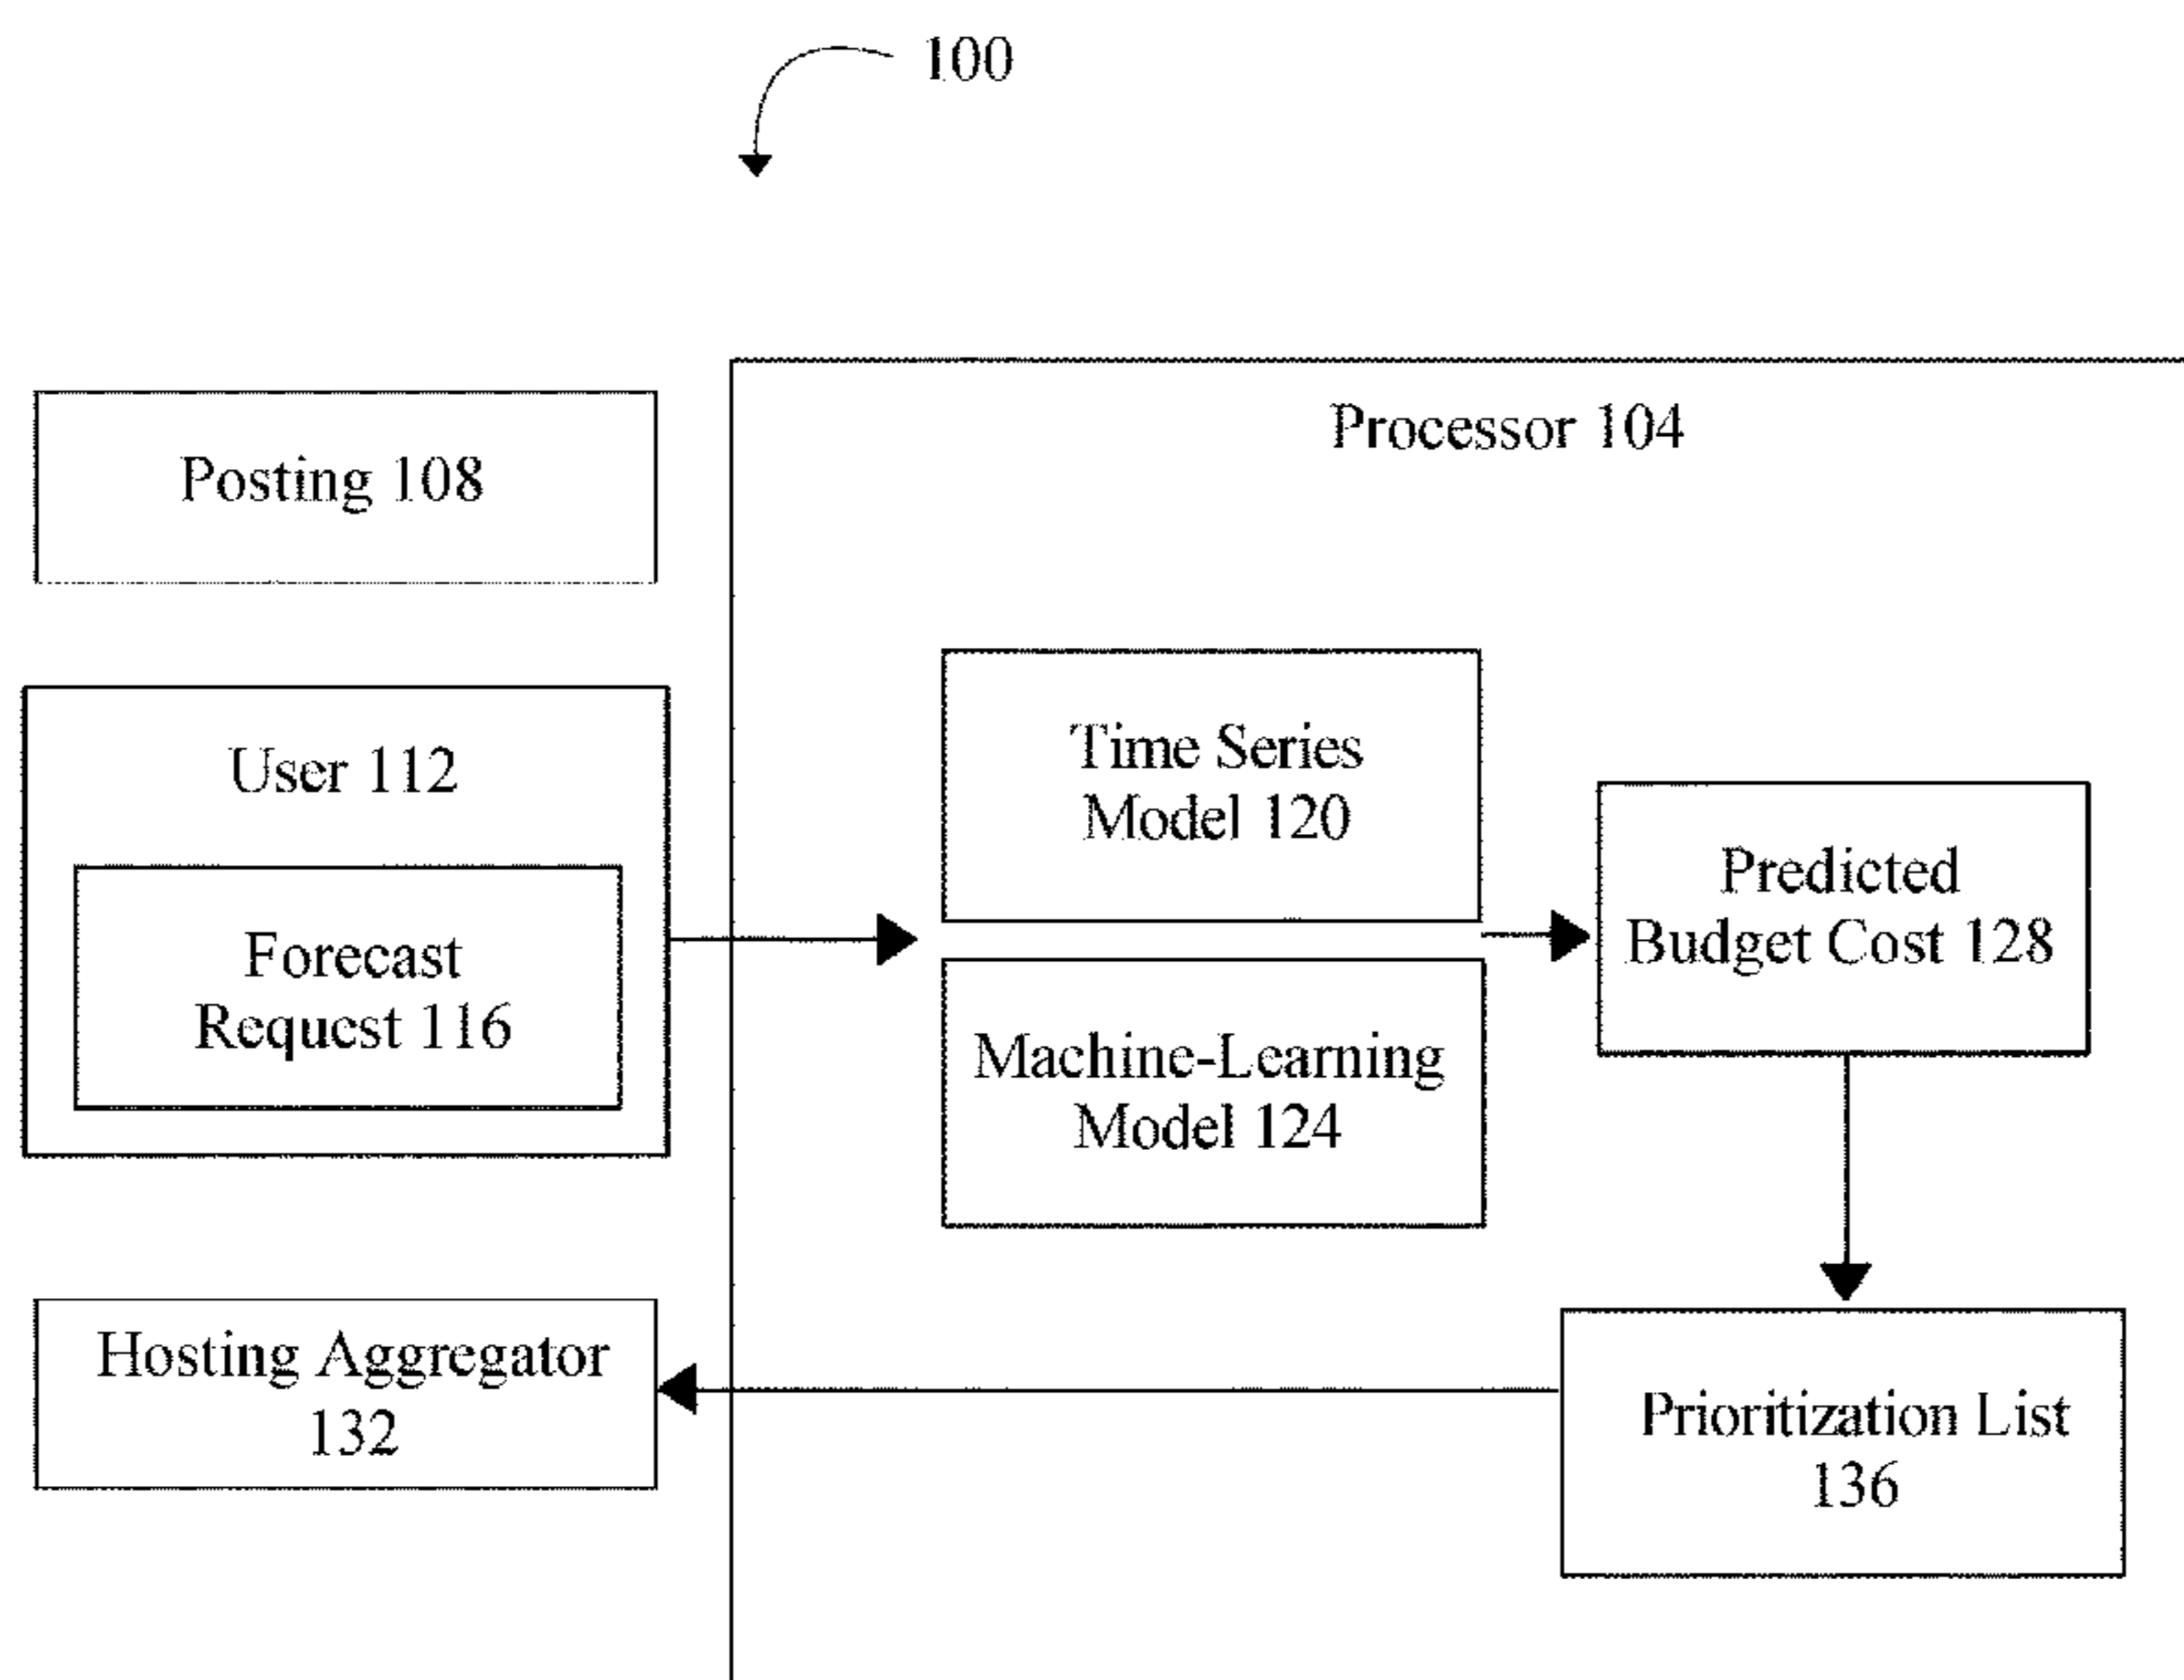 100
Processor 104
Posting 108
User 112
Forecast
Request 116
Time Series
Model 120
Machine-Learning
Model 124
Predicted
Budget Cost 128
Hosting Aggregator
132
Prioritization List
136